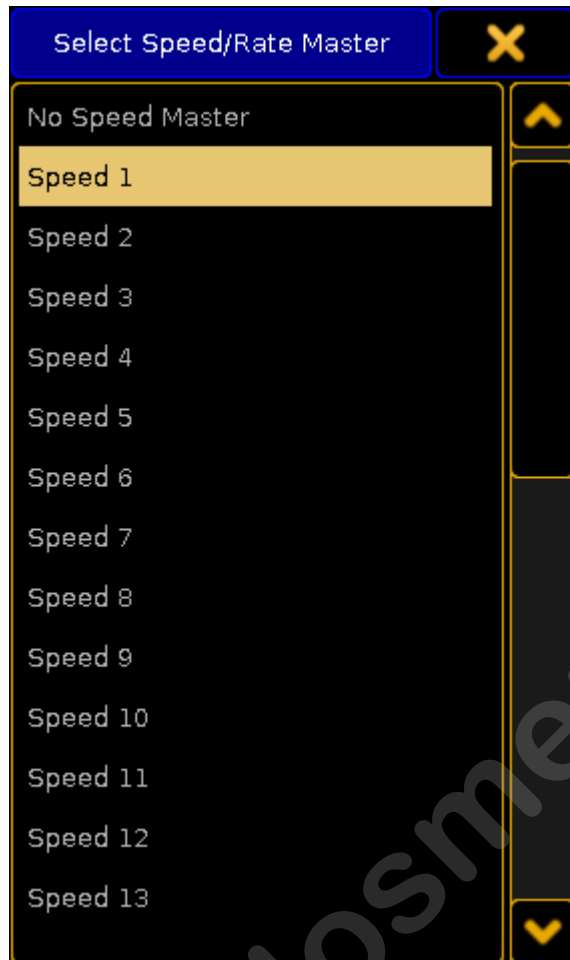 Select Speed/Rate Master
No Speed Master
Speed 1
Speed 2
Speed 3
Speed 4
Speed 5
Speed 6
Speed 7
Speed 8
Speed 9
Speed 10
Speed 11
Speed 12
Speed 13
osme